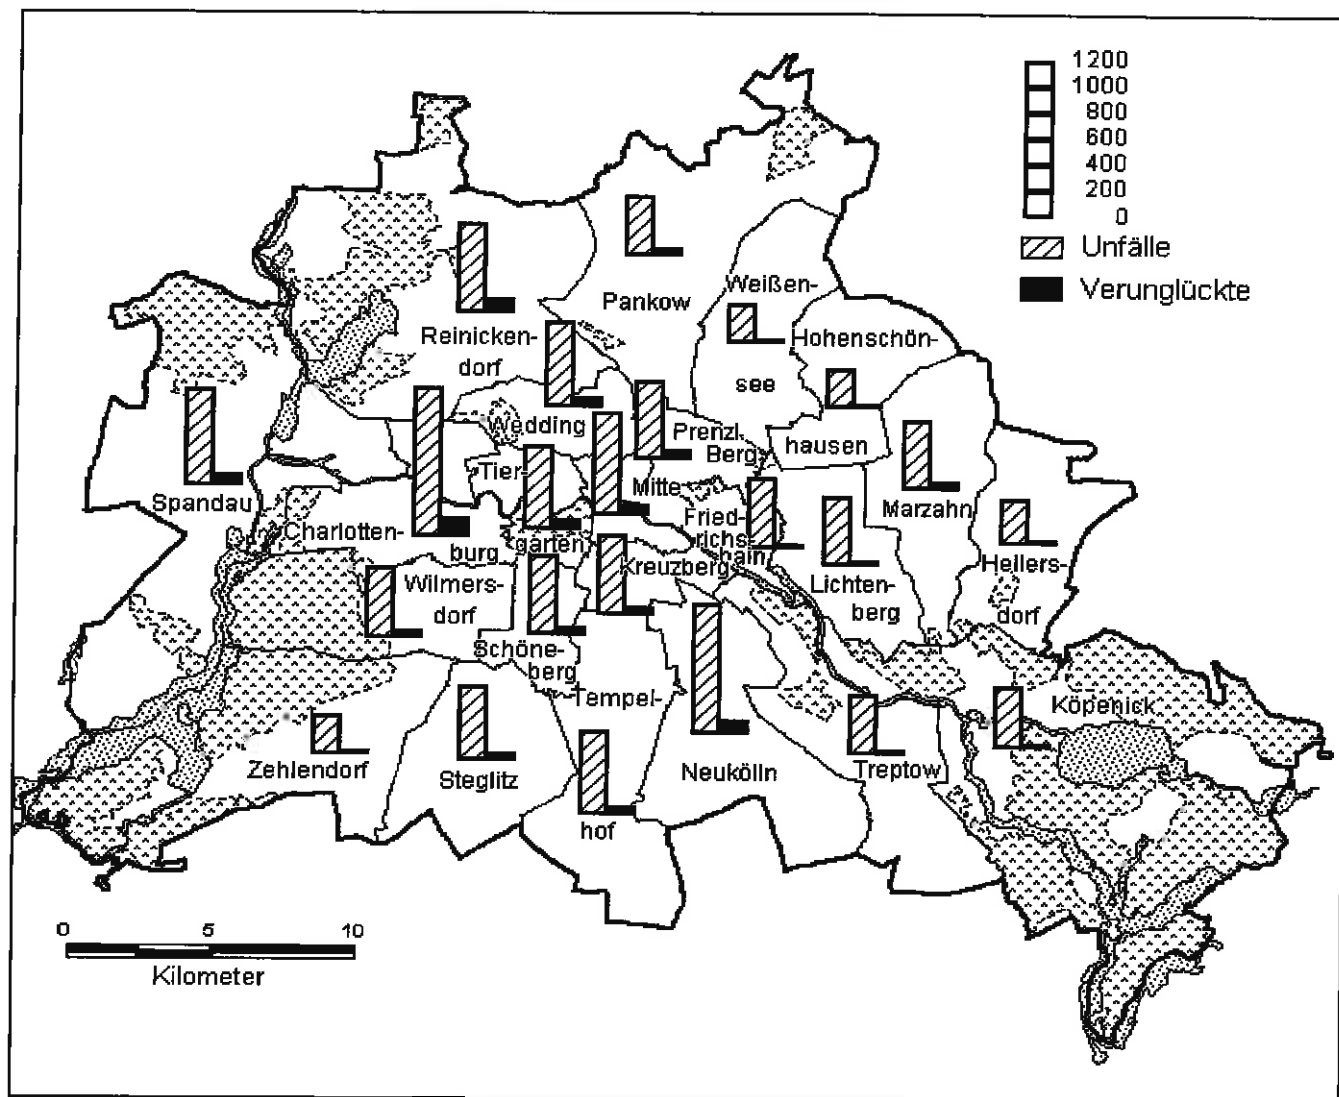 1200
1000
800
600
400
200
0
Unfälle
Verunglückte
Pankow
Weißen-
see
Hohenschön-
hausen
Reinicken-
dorf
Wedding
Prenzl.
Berg
Tier-
garten
Mitte
Spandau
Charlotten-
burg
Fried-
richs
hain
Marzahn
Hellers-
dorf
Kreuzberg
Lichten-
berg
Wilmers-
dorf
Schöne-
berg
Tempel-
hof
Köpenick
Zehlendorf
Steglitz
Neukölln
Treptow
0 5 10
Kilometer